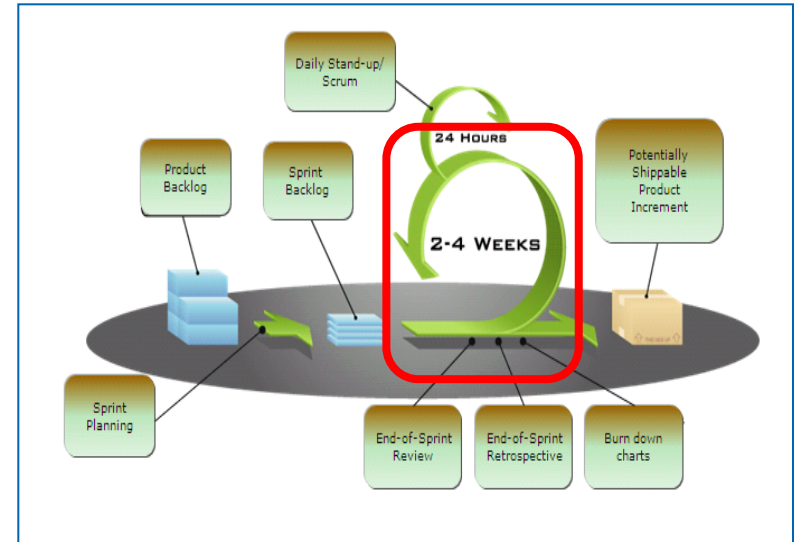 Daily Stand-up/
Scrum
24 HOURS
Potentially
Shippable
Product
Increment
Product
Backlog
Sprint
Backlog
2-4 WEEKS
Sprint
Planning
End-of-Sprint
Review
End-of-Sprint
Retrospective
Burn down
charts